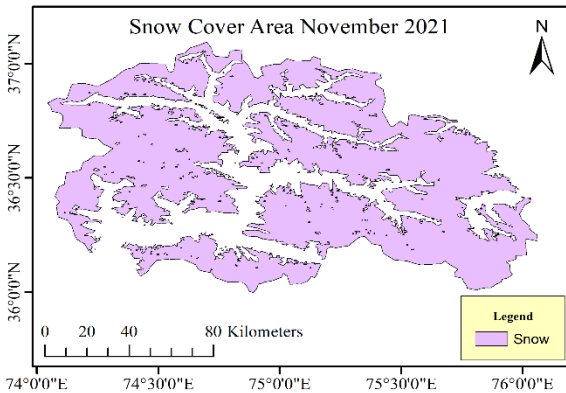 Snow Cover Area November 2021
N
37°0'0"N
36°30'0"N
36°0'0"N
Legend
Snow
0 20 40 80 Kilometers
74°0'0"E 74°30'0"E 75°0'0"E 75°30'0"E 76°0'0"E